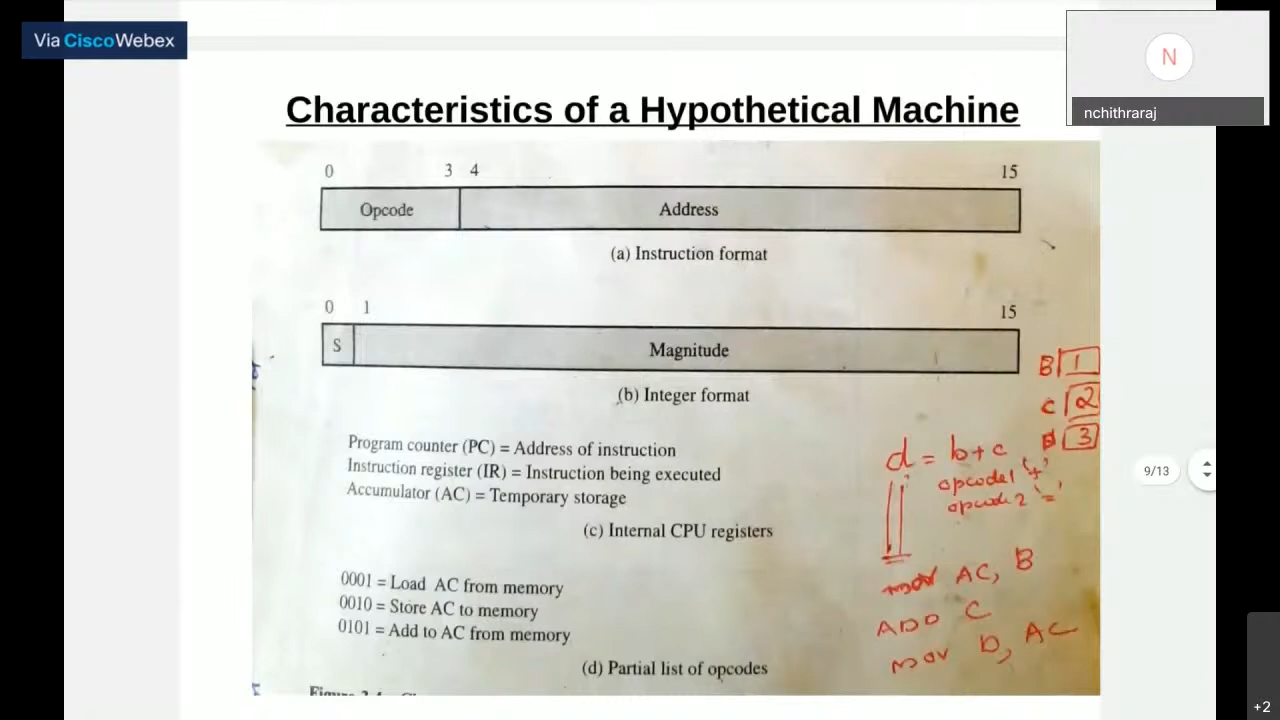 Via CiscoWebex
N
nchithraraj
Characteristics of a Hypothetical Machine
0 3 4 15
Opcode Address
(a) Instruction format
0 1 15
S Magnitude
(b) Integer format
B 1
C 2
D 3
Program counter (PC) = Address of instruction
Instruction register (IR) = Instruction being executed
Accumulator (AC) = Temporary storage
(c) Internal CPU registers
d = b+c
opcode1 '+'
opcode 2 '='
9/13
0001 = Load AC from memory
0010 = Store AC to memory
0101 = Add to AC from memory
(d) Partial list of opcodes
mov AC, B
ADD C
mov D, AC
+2